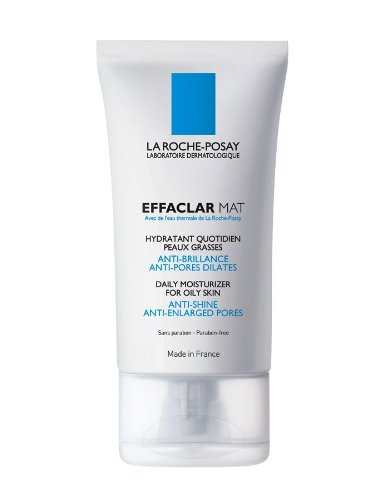 LA ROCHE-POSAY
LABORATOIRE DERMATOLOGIQUE
EFFACLAR MAT
Avec de l'eau thermale de La Roche-Posay
HYDRATANT QUOTIDIEN
PEAUX GRASSES
ANTI-BRILLANCE
ANTI-PORES DILATES
DAILY MOISTURIZER
FOR OILY SKIN
ANTI-SHINE
ANTI-ENLARGED PORES
Sans paraben - Paraben-free
Made in France